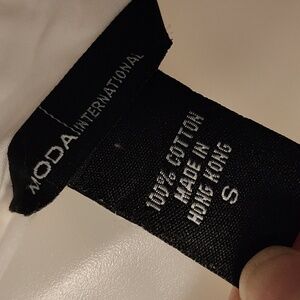 MODA INTERNATIONAL
100% COTTON
MADE IN
HONG KONG
S